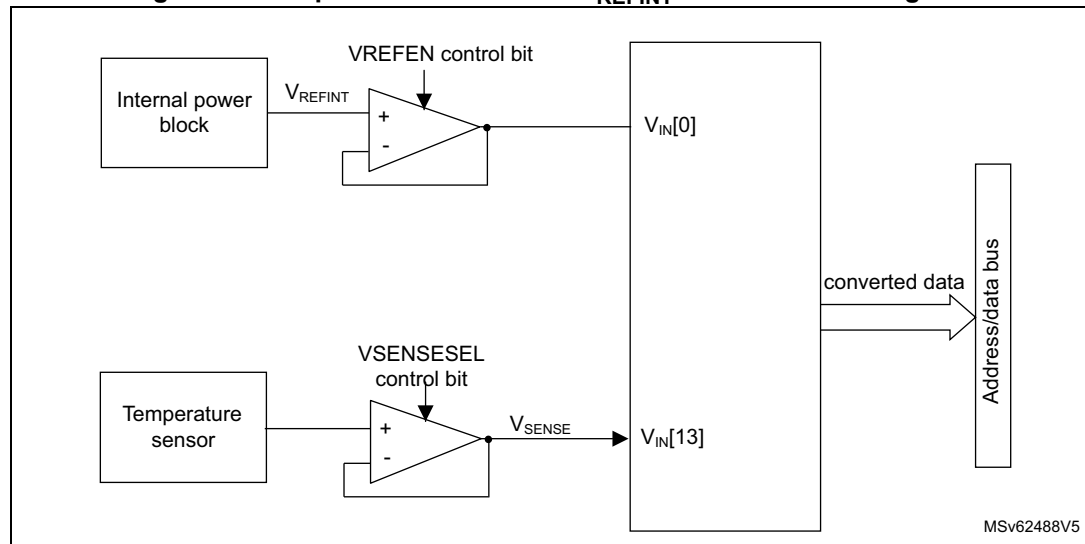 REFINT
VREFEN control bit
Internal power
block
VREFINT
+
-
VIN[0]
converted data
Address/data bus
VSENSESEL
control bit
Temperature
sensor
+
-
VSENSE
VIN[13]
MSv62488V5